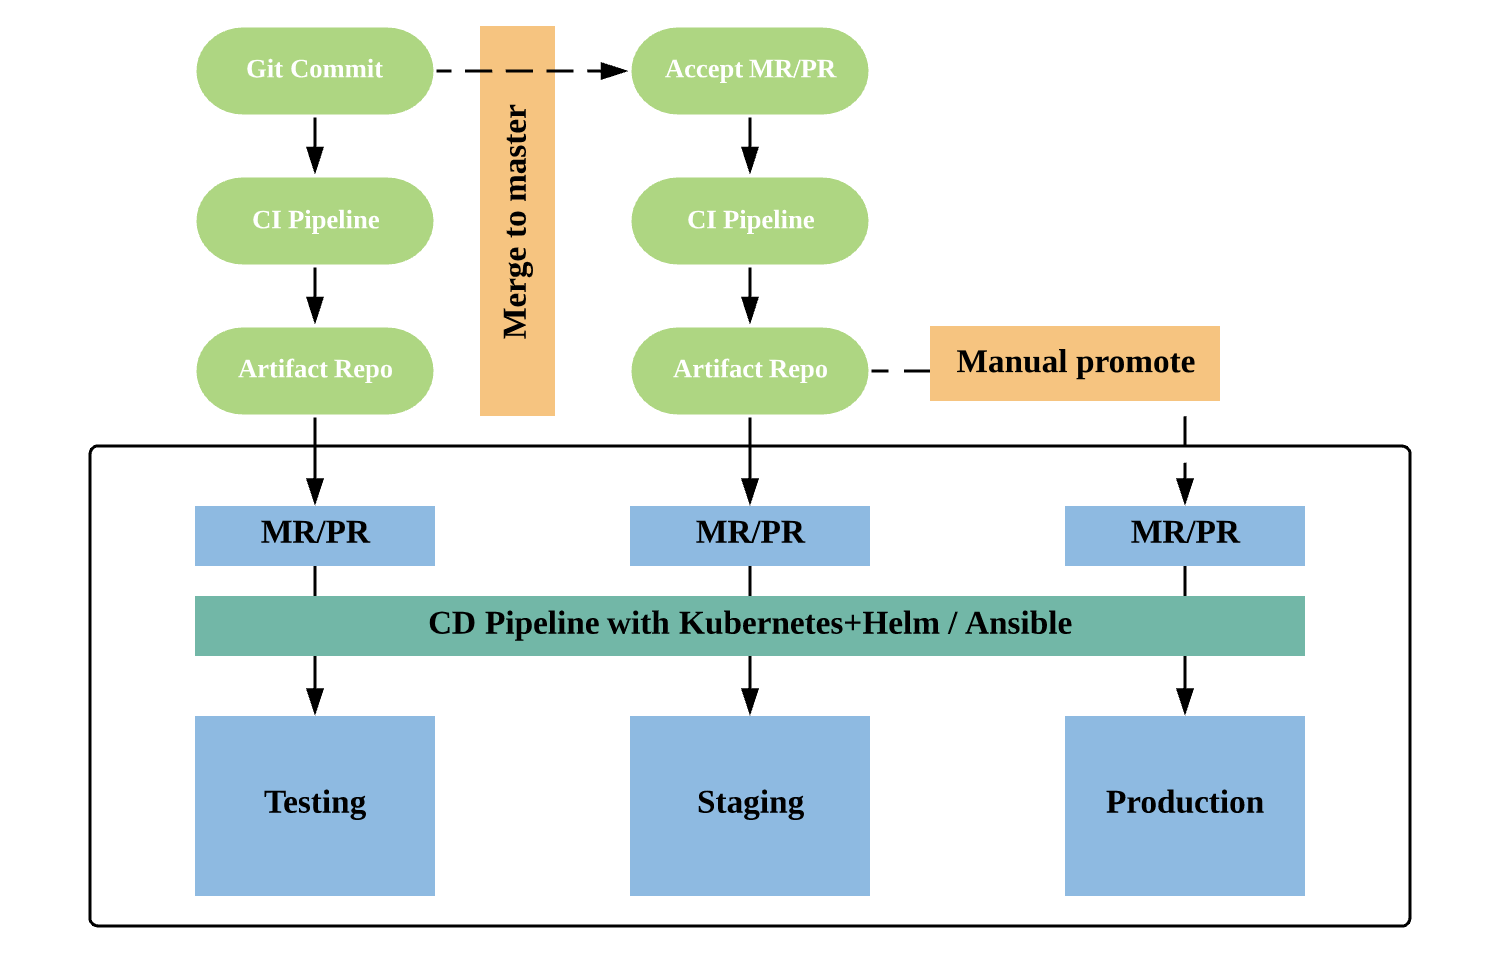 Git Commit
Accept MR/PR
Merge to master
CI Pipeline
CI Pipeline
Artifact Repo
Artifact Repo
Manual promote
MR/PR
MR/PR
MR/PR
CD Pipeline with Kubernetes+Helm / Ansible
Testing
Staging
Production